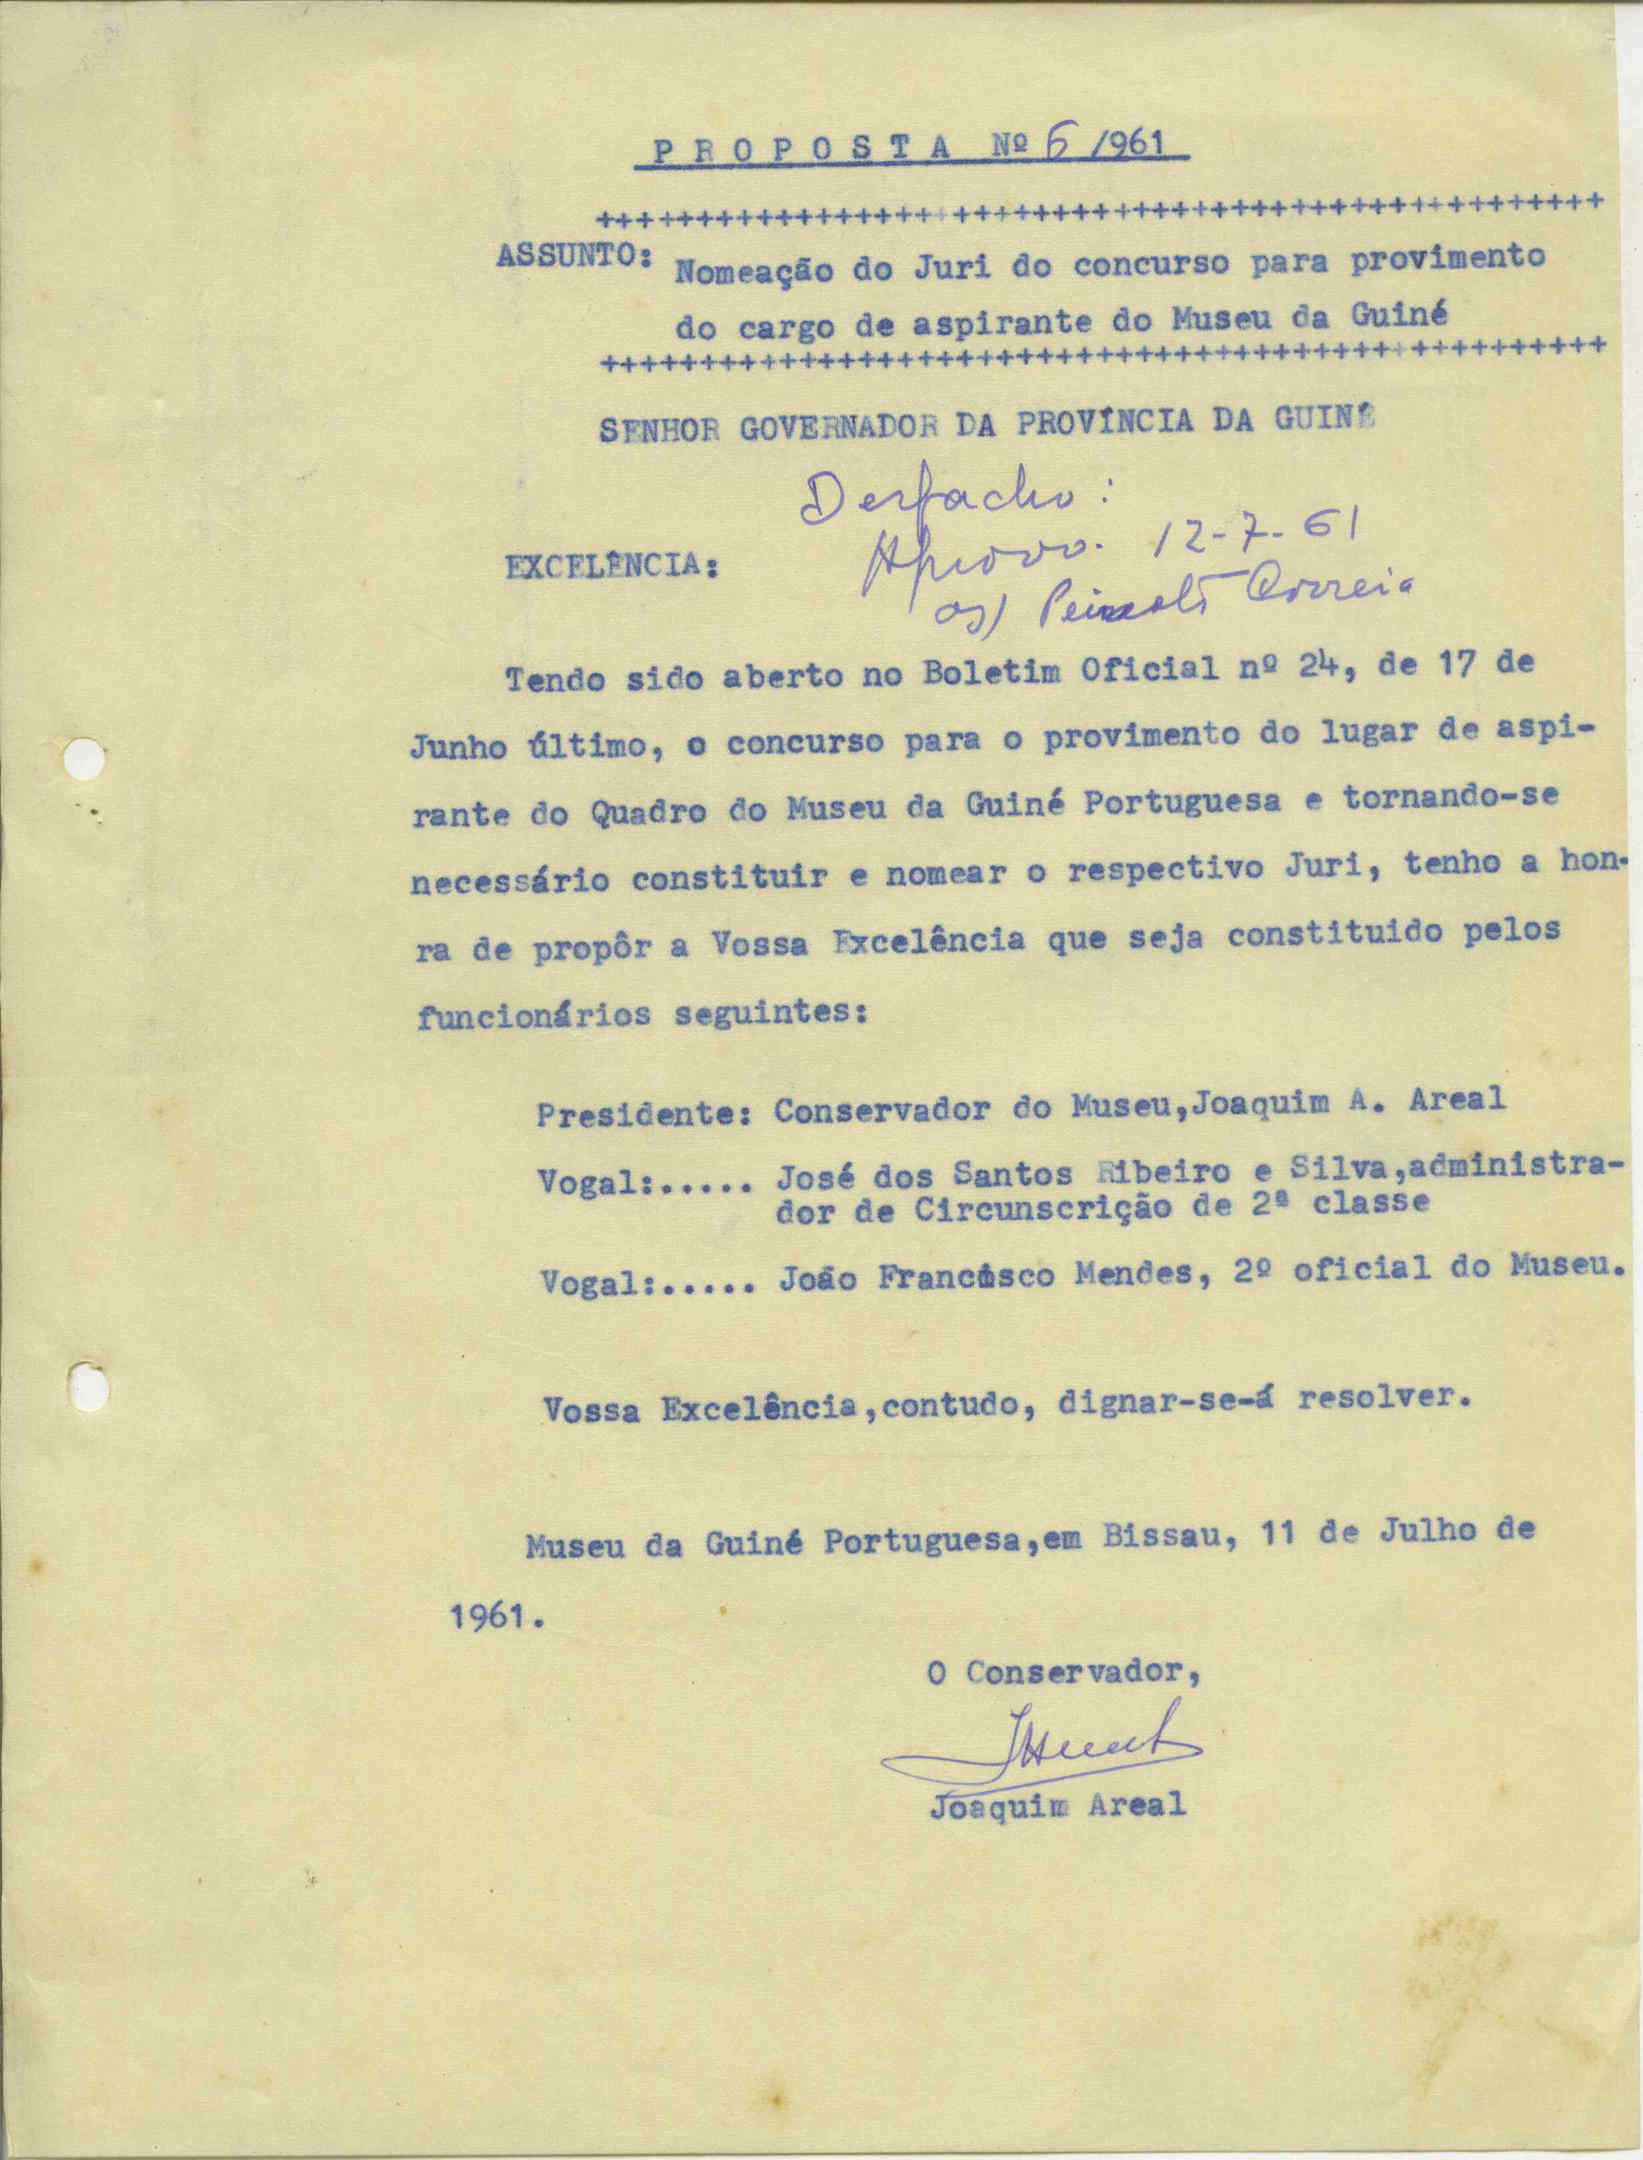 PROPOSTA Nº 6 /961
++++++++++++++++++++++++++++++++++++++++++++++++++
ASSUNTO: Nomeação do Juri do concurso para provimento
do cargo de aspirante do Museu da Guiné
++++++++++++++++++++++++++++++++++++++++++++++++++
SENHOR GOVERNADOR DA PROVÍNCIA DA GUINÉ
Despacho:
Aprovo. 12-7-61
EXCELÊNCIA:
as) Peixoto Correia
Tendo sido aberto no Boletim Oficial nº 24, de 17 de
Junho último, o concurso para o provimento do lugar de aspi-
rante do Quadro do Museu da Guiné Portuguesa e tornando-se
necessário constituir e nomear o respectivo Juri, tenho a hon-
ra de propôr a Vossa Excelência que seja constituido pelos
funcionários seguintes:
Presidente: Conservador do Museu,Joaquim A. Areal
Vogal:..... José dos Santos Ribeiro e Silva,administra-
dor de Circunscrição de 2ª classe
Vogal:..... João Francisco Mendes, 2º oficial do Museu.
Vossa Excelência,contudo, dignar-se-á resolver.
Museu da Guiné Portuguesa,em Bissau, 11 de Julho de
1961.
O Conservador,
Joaquim Areal